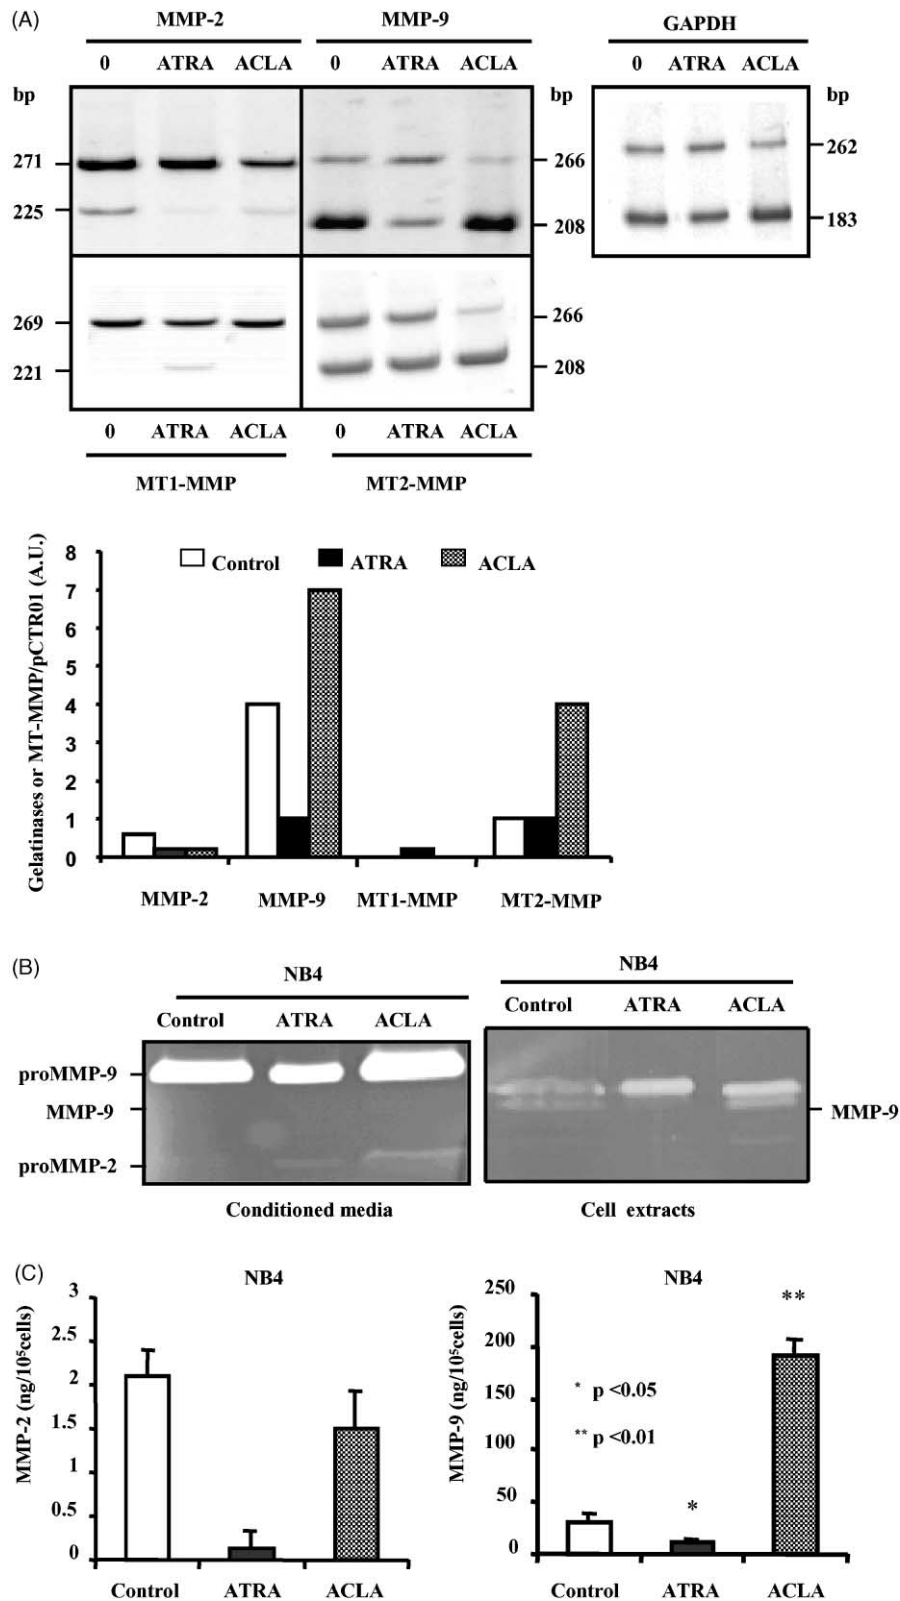 (A)
MMP-2 MMP-9 GAPDH
0 ATRA ACLA 0 ATRA ACLA 0 ATRA ACLA
bp bp bp
271 266 262
225 208 183
269 266
221 208
0 ATRA ACLA 0 ATRA ACLA
MT1-MMP MT2-MMP
Gelatinases or MT-MMP/pCTR01 (A.U.)
Control ATRA ACLA
8
7
6
5
4
3
2
1
0
MMP-2 MMP-9 MT1-MMP MT2-MMP
(B)
NB4 NB4
Control ATRA ACLA Control ATRA ACLA
proMMP-9
MMP-9 MMP-9
proMMP-2
Conditioned media Cell extracts
(C)
NB4
MMP-2 (ng/10⁵cells)
3
2.5
2
1.5
1
0.5
0
Control ATRA ACLA
NB4
MMP-9 (ng/10⁵cells)
250
200
150
100
50
0
**
* p <0.05
** p <0.01
*
Control ATRA ACLA